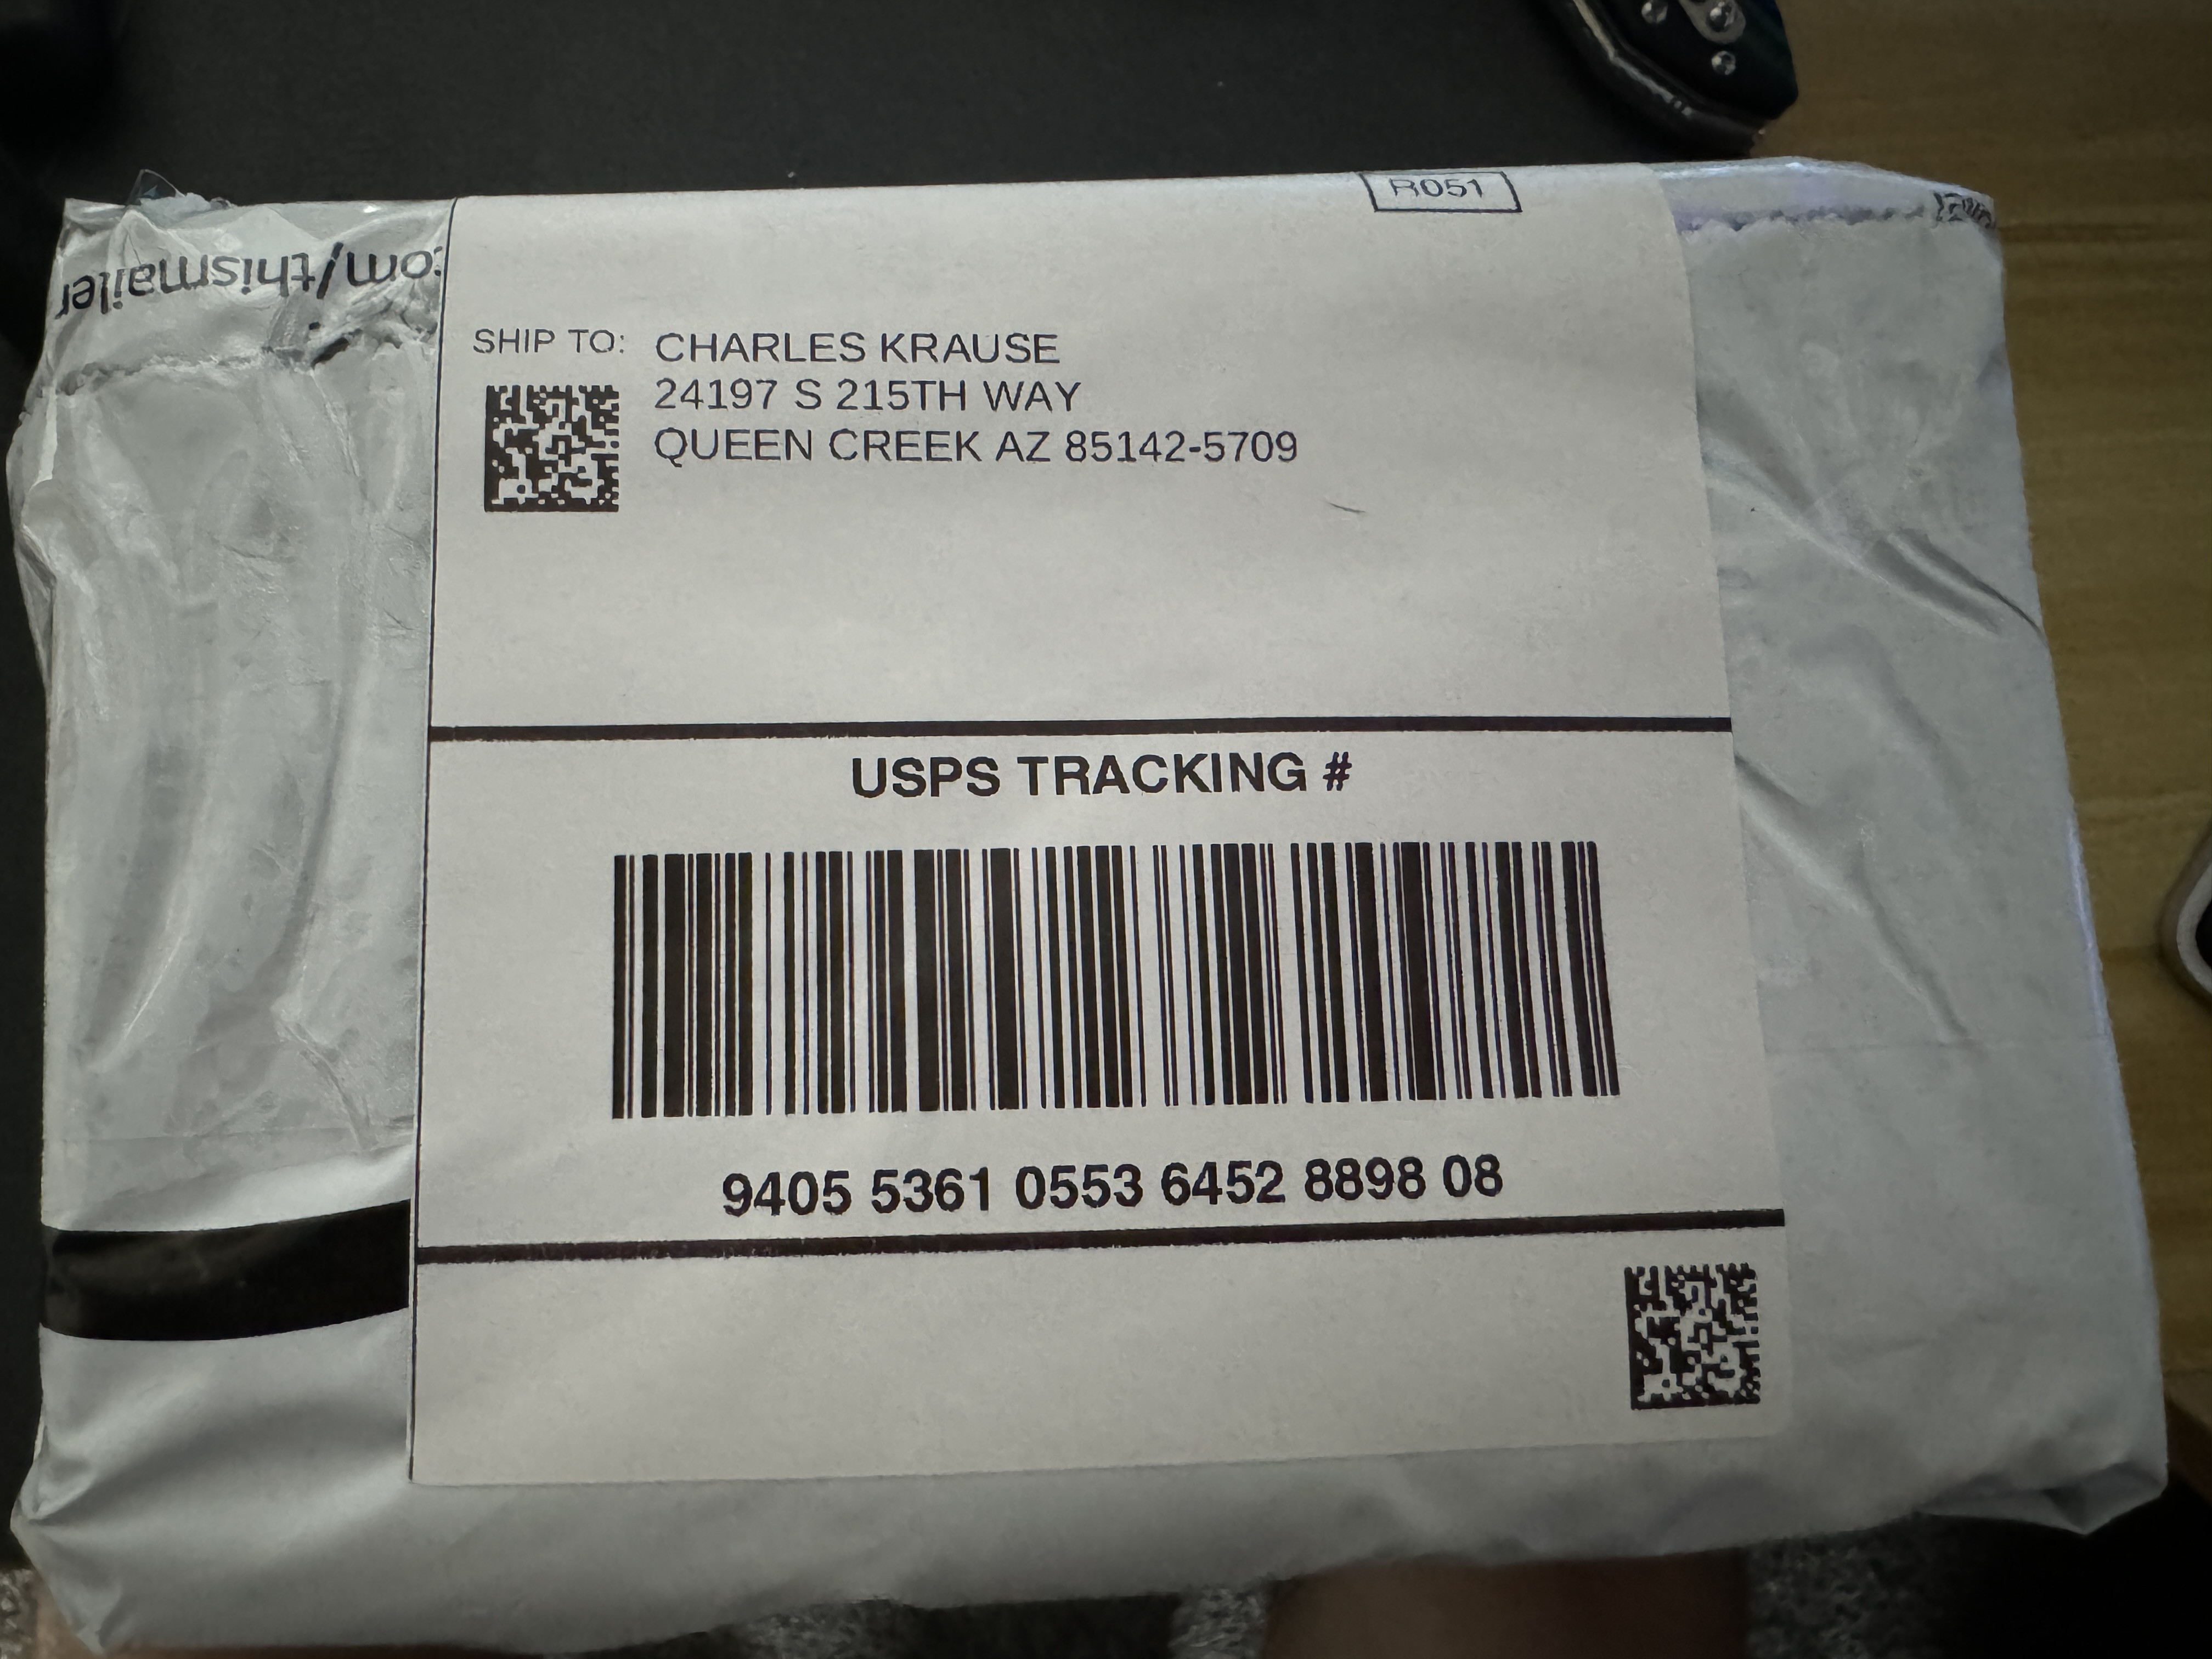 om/thismailer
R051
SHIP TO: CHARLES KRAUSE
24197 S 215TH WAY
QUEEN CREEK AZ 85142-5709
USPS TRACKING #
9405 5361 0553 6452 8898 08